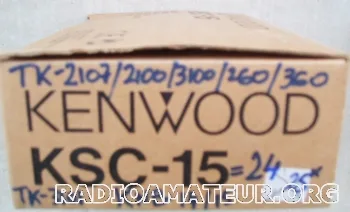 TK-2107/2100/3100/260/360
KENWOOD
KSC-15=24
RADIOAMATEUR.ORG